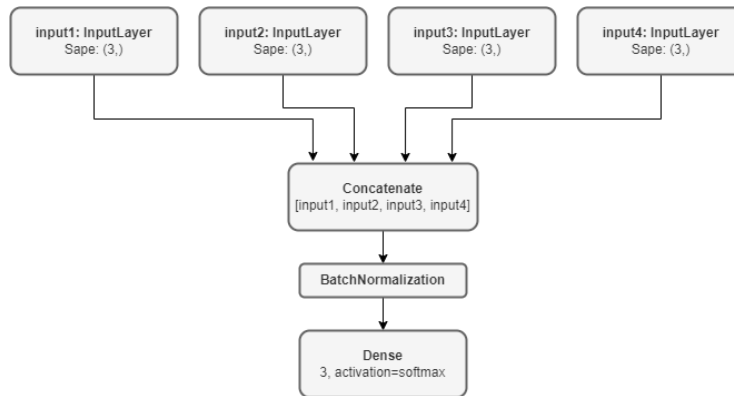 input1: InputLayer
Sape: (3,)
input2: InputLayer
Sape: (3,)
input3: InputLayer
Sape: (3,)
input4: InputLayer
Sape: (3,)
Concatenate
[input1, input2, input3, input4]
BatchNormalization
Dense
3, activation=softmax